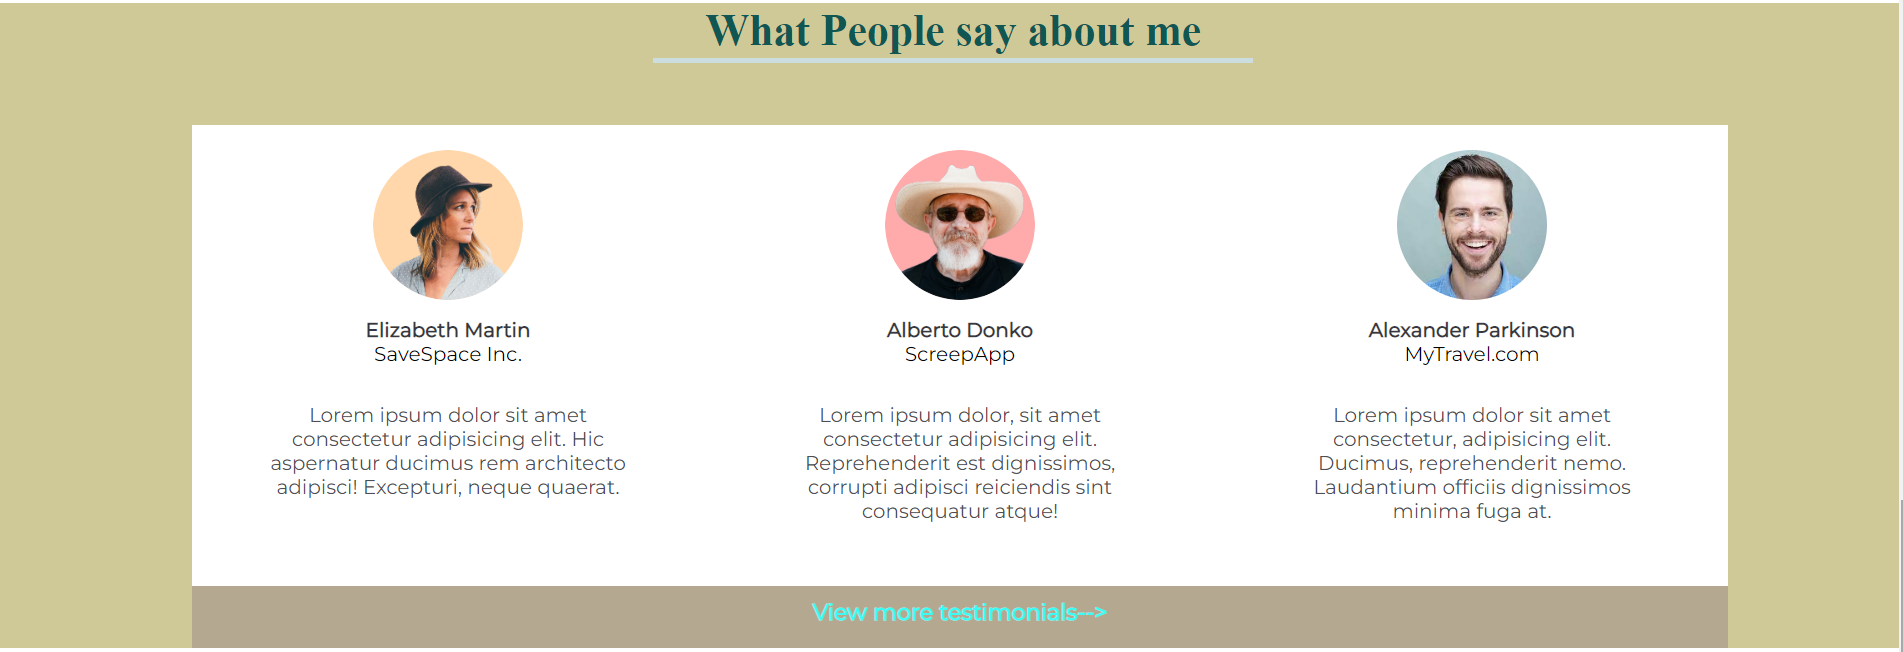 What People say about me
Elizabeth Martin
SaveSpace Inc.
Lorem ipsum dolor sit amet
consectetur adipisicing elit. Hic
aspernatur ducimus rem architecto
adipisci! Excepturi, neque quaerat.
Alberto Donko
ScreepApp
Lorem ipsum dolor, sit amet
consectetur adipisicing elit.
Reprehenderit est dignissimos,
corrupti adipisci reiciendis sint
consequatur atque!
Alexander Parkinson
MyTravel.com
Lorem ipsum dolor sit amet
consectetur, adipisicing elit.
Ducimus, reprehenderit nemo.
Laudantium officiis dignissimos
minima fuga at.
View more testimonials-->